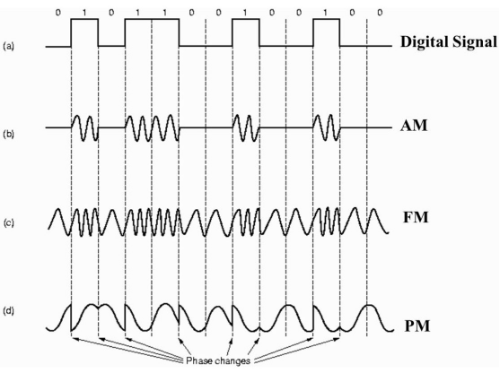 0 1 0 1 1 0 0 1 0 0 1 0 0
(a) Digital Signal
(b) AM
(c) FM
(d) PM
Phase changes